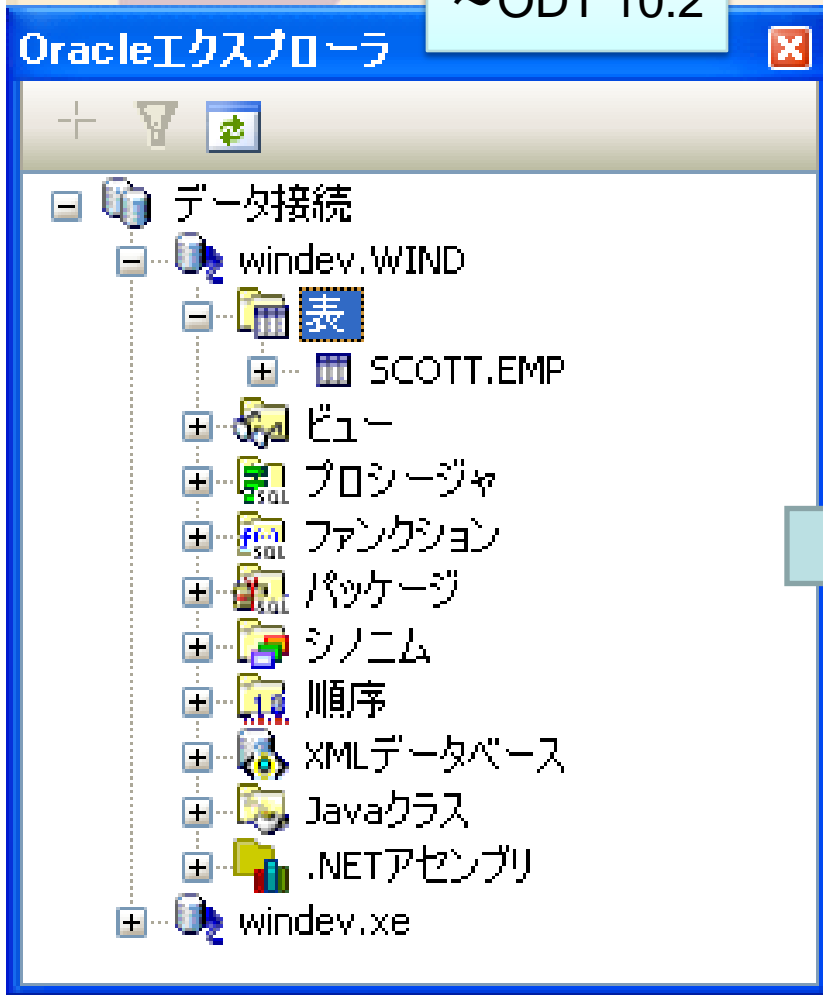 ~ODT 10.2
Oracleエクスプローラ
データ接続
windev.WIND
表
SCOTT.EMP
ビュー
プロシージャ
ファンクション
パッケージ
シノニム
順序
XMLデータベース
Javaクラス
.NETアセンブリ
windev.xe